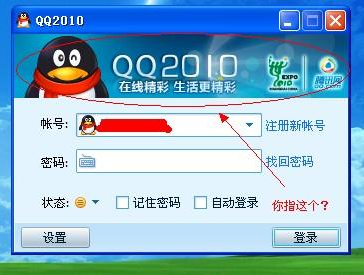 QQ2010
QQ2010
在线精彩 生活更精彩
EXPO
2010
SHANGHAI CHINA
腾讯网
帐号:
注册新帐号
密码:
找回密码
状态:
记住密码
自动登录
你指这个？
设置
登录